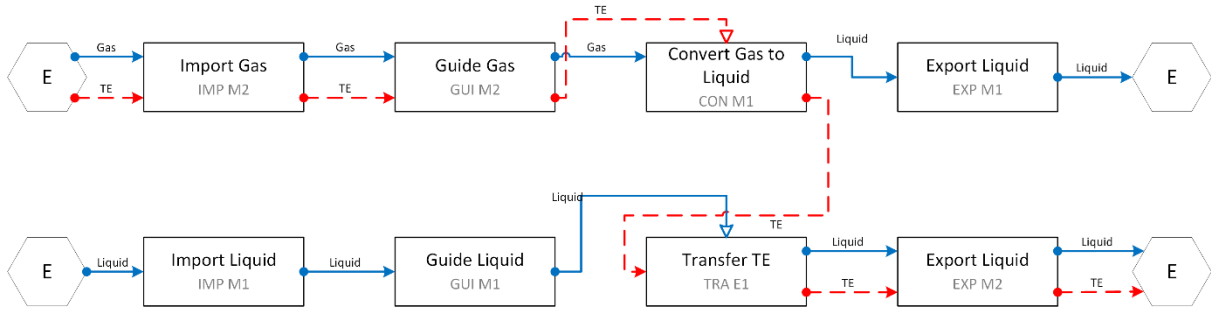 TE
Gas
Gas
Gas
Liquid
E
Import Gas
IMP M2
Guide Gas
GUI M2
Convert Gas to
Liquid
CON M1
Export Liquid
EXP M1
Liquid
E
TE
TE
Liquid
TE
E
Liquid
Import Liquid
IMP M1
Liquid
Guide Liquid
GUI M1
Transfer TE
TRA E1
Liquid
TE
Export Liquid
EXP M2
Liquid
TE
E